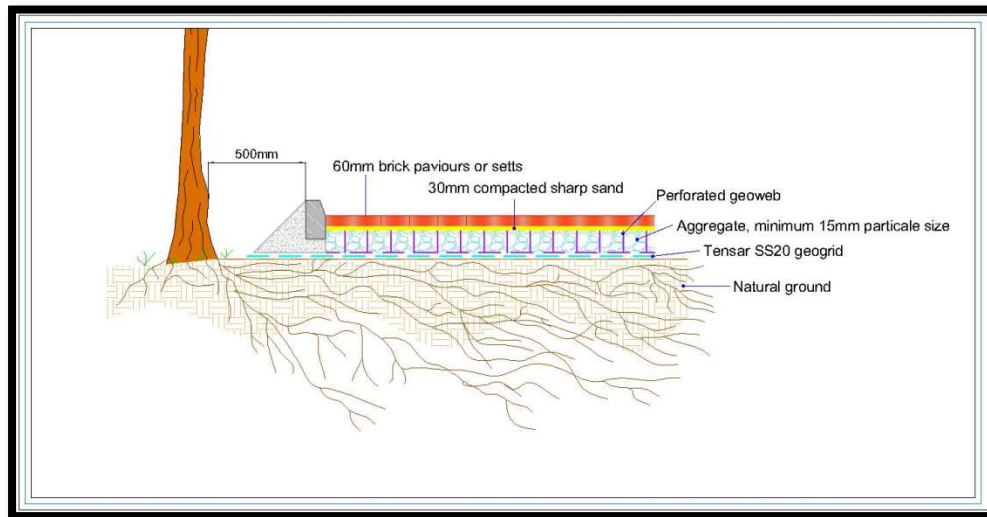 500mm
60mm brick paviours or setts
30mm compacted sharp sand
Perforated geoweb
Aggregate, minimum 15mm particale size
Tensar SS20 geogrid
Natural ground